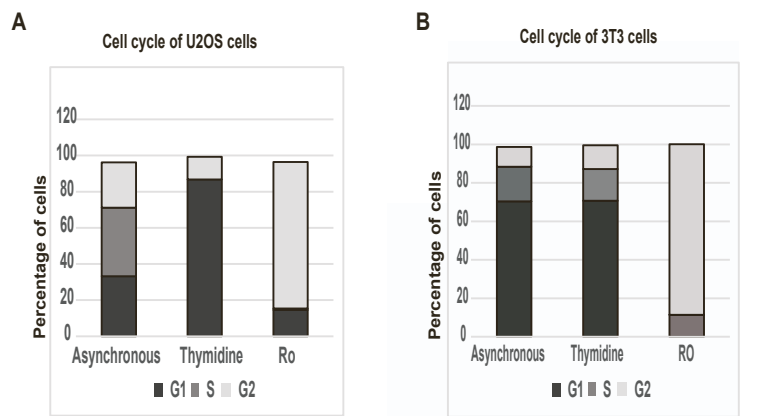 A
Cell cycle of U2OS cells
Percentage of cells
120
100
80
60
40
20
0
Asynchronous Thymidine Ro
G1 S G2
B
Cell cycle of 3T3 cells
Percentage of cells
120
100
80
60
40
20
0
Asynchronous Thymidine RO
G1 S G2